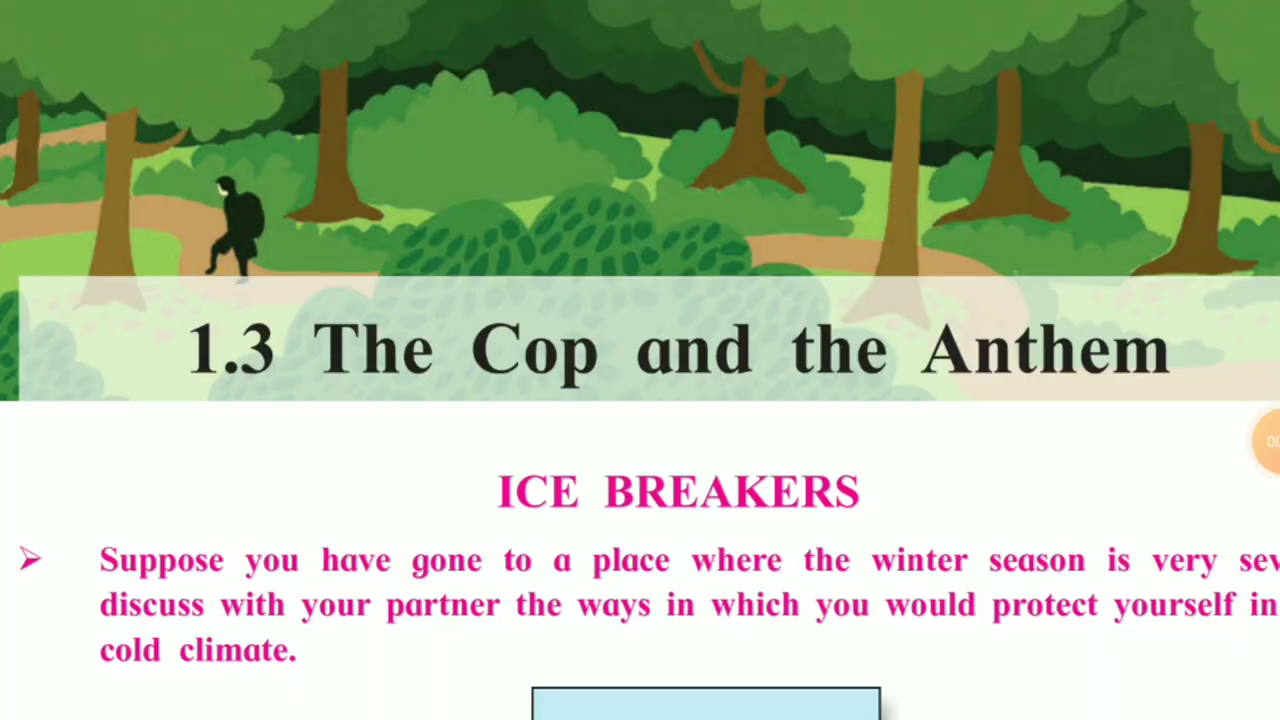 1.3 The Cop and the Anthem
ICE BREAKERS
Suppose you have gone to a place where the winter season is very
discuss with your partner the ways in which you would protect yourself in
cold climate.